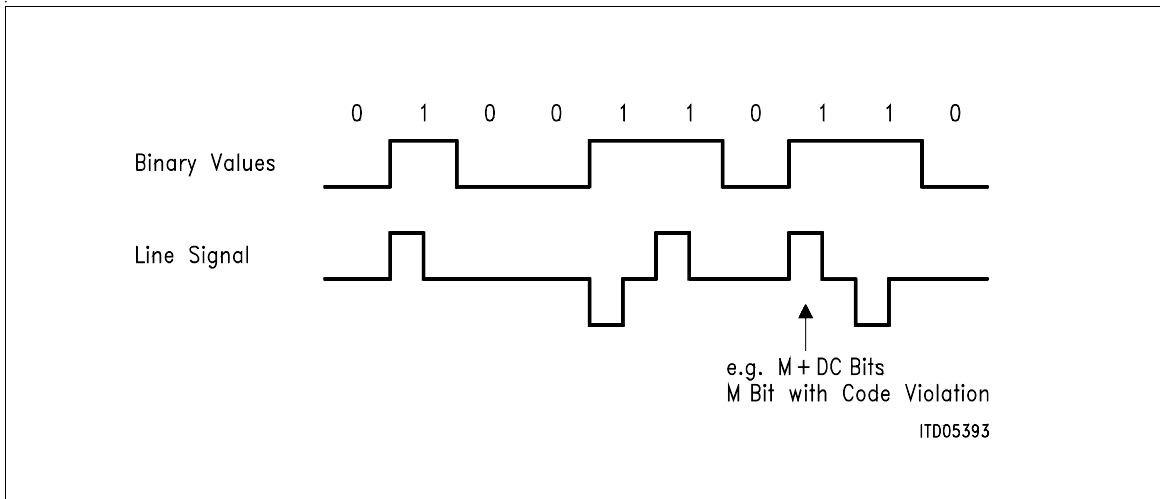 0 1 0 0 1 1 0 1 1 0
Binary Values
Line Signal
e.g. M + DC Bits
M Bit with Code Violation
ITD05393